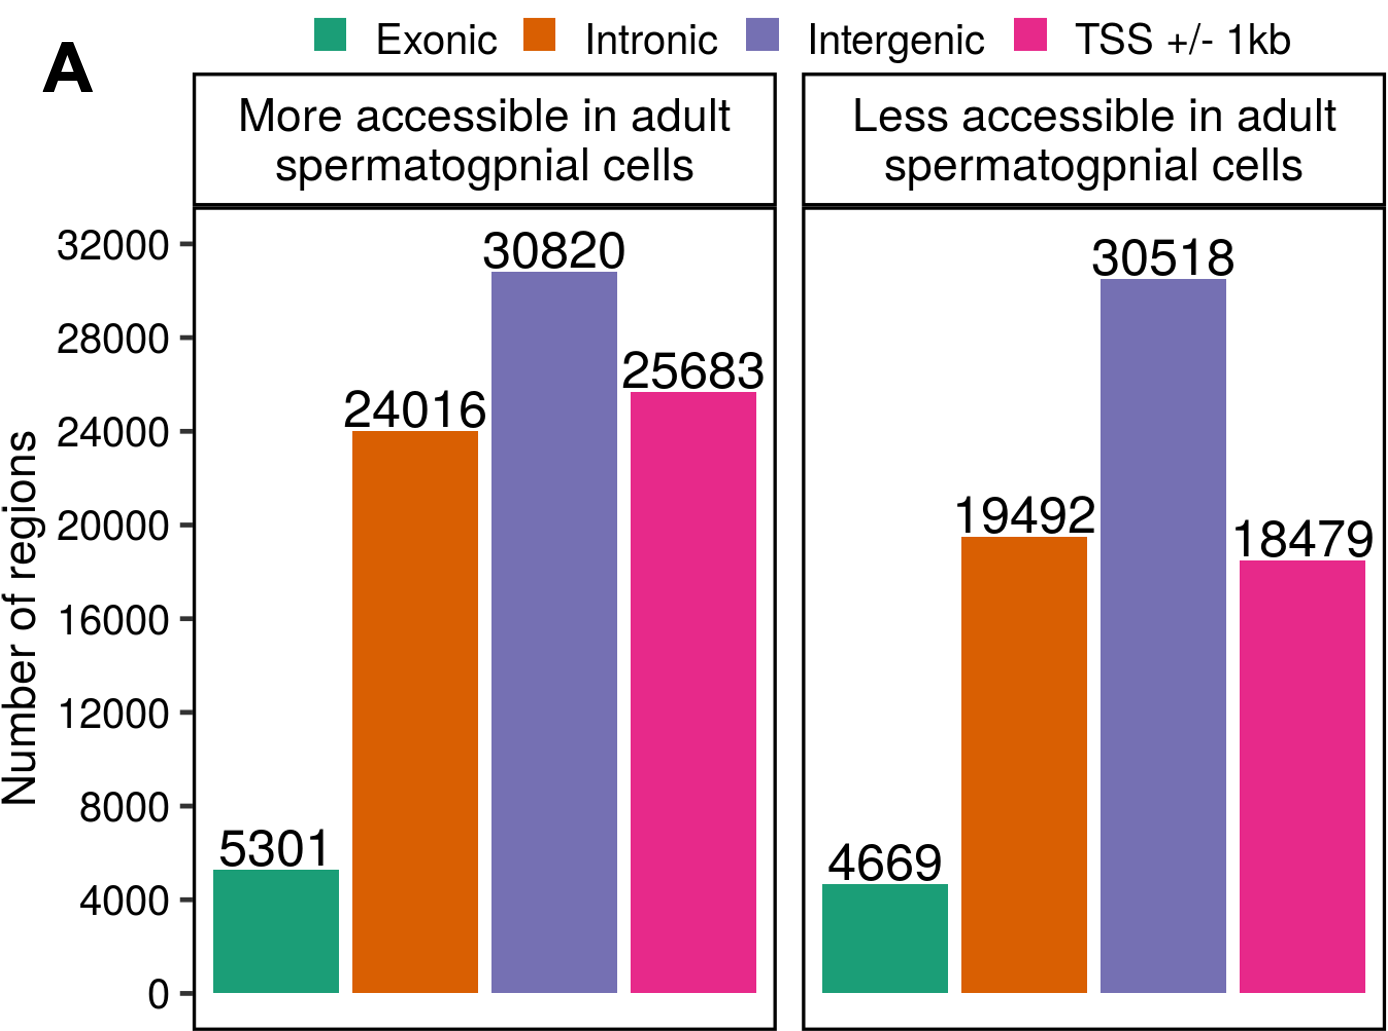 A
Exonic Intronic Intergenic TSS +/- 1kb
More accessible in adult
spermatogpnial cells
Less accessible in adult
spermatogpnial cells
Number of regions
32000
28000
24000
20000
16000
12000
8000
4000
0
5301
24016
30820
25683
4669
19492
30518
18479